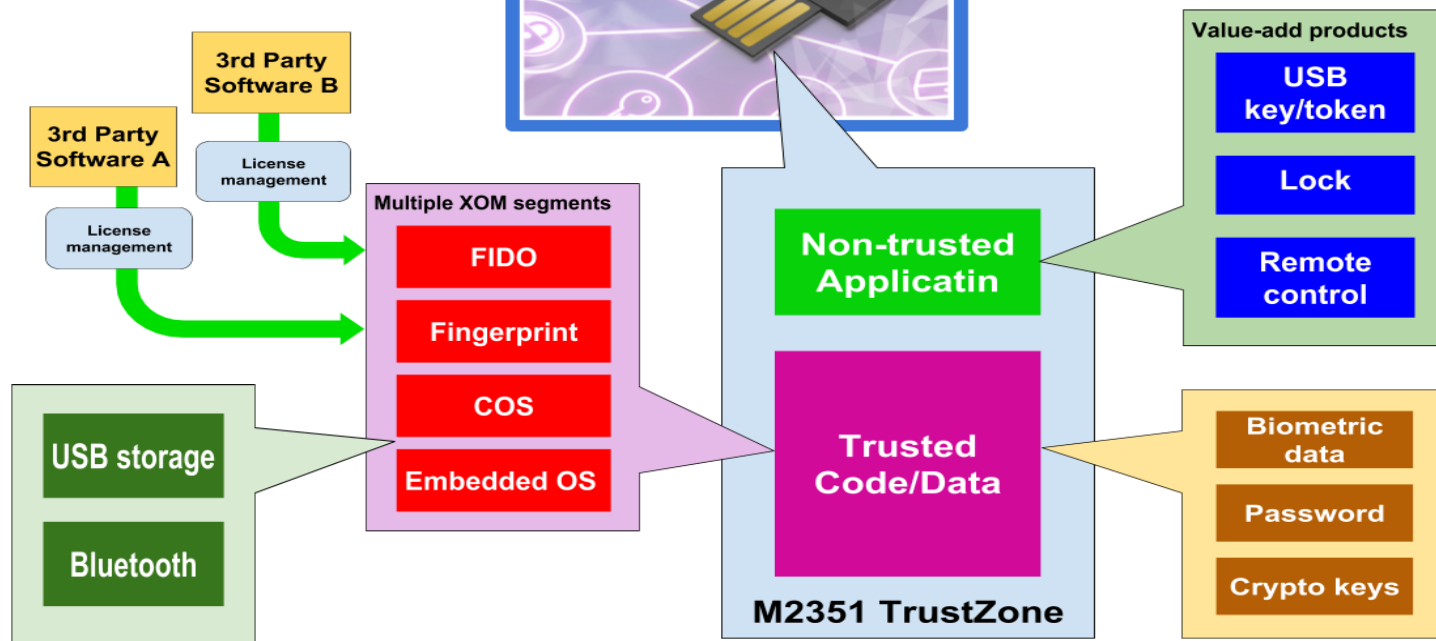 3rd Party
Software B
3rd Party
Software A
License
management
License
management
Multiple XOM segments
FIDO
Fingerprint
COS
Embedded OS
USB storage
Bluetooth
Non-trusted
Applicatin
Trusted
Code/Data
M2351 TrustZone
Value-add products
USB
key/token
Lock
Remote
control
Biometric
data
Password
Crypto keys